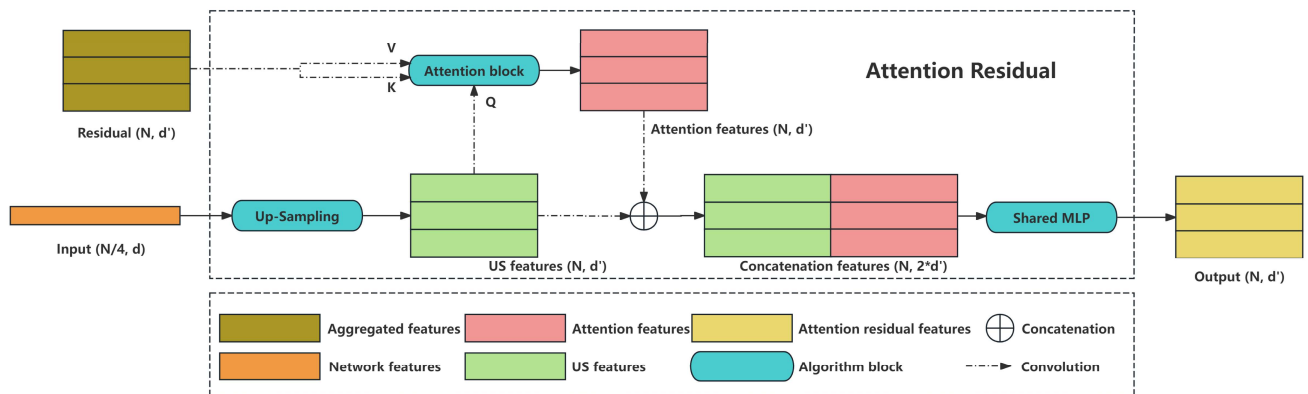 V
Attention block
K
Q
Attention Residual
Residual (N, d')
Attention features (N, d')
Up-Sampling
Shared MLP
Input (N/4, d)
US features (N, d')
Concatenation features (N, 2*d')
Output (N, d')
Aggregated features
Attention features
Attention residual features
Concatenation
Network features
US features
Algorithm block
Convolution